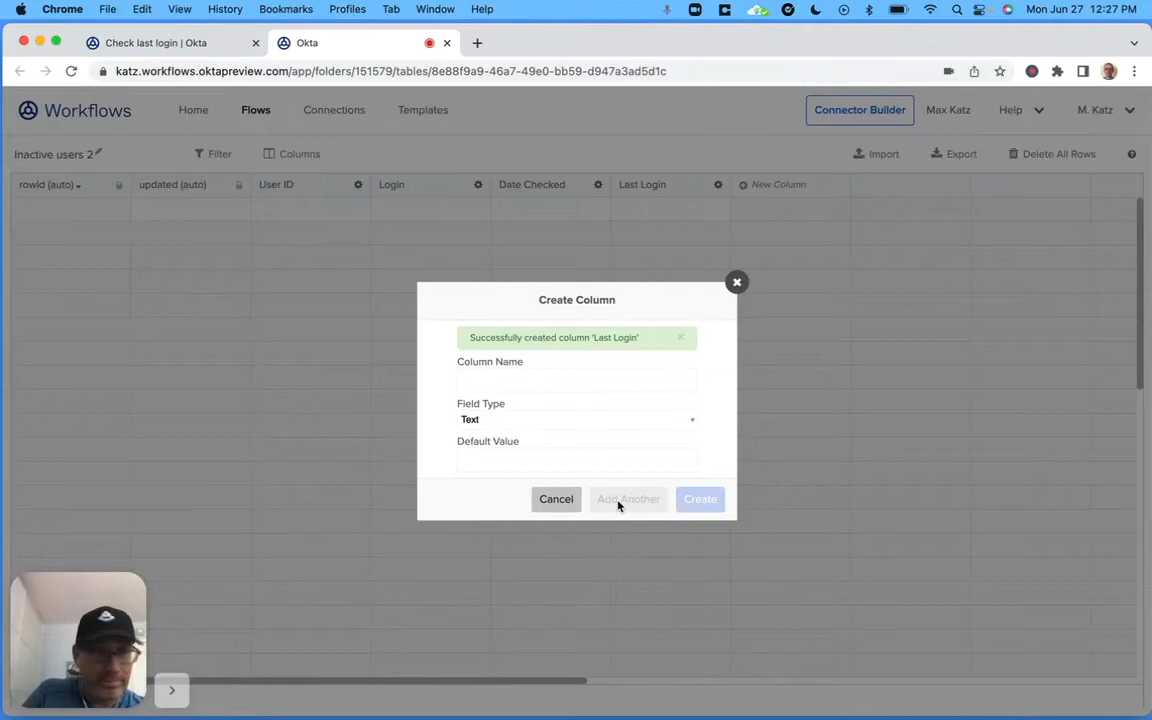 Chrome File Edit View History Bookmarks Profiles Tab Window Help Mon Jun 27 12:27 PM
Check last login | Okta
Okta
katz.workflows.oktapreview.com/app/folders/151579/tables/8e88f9a9-46a7-49e0-bb59-d947a3ad5d1c
Workflows Home Flows Connections Templates Connector Builder Max Katz Help M. Katz
Inactive users 2 Filter Columns Import Export Delete All Rows
rowId (auto) updated (auto) User ID Login Date Checked Last Login New Column
Create Column
Successfully created column 'Last Login'
Column Name
Field Type
Text
Default Value
Cancel Add Another Create